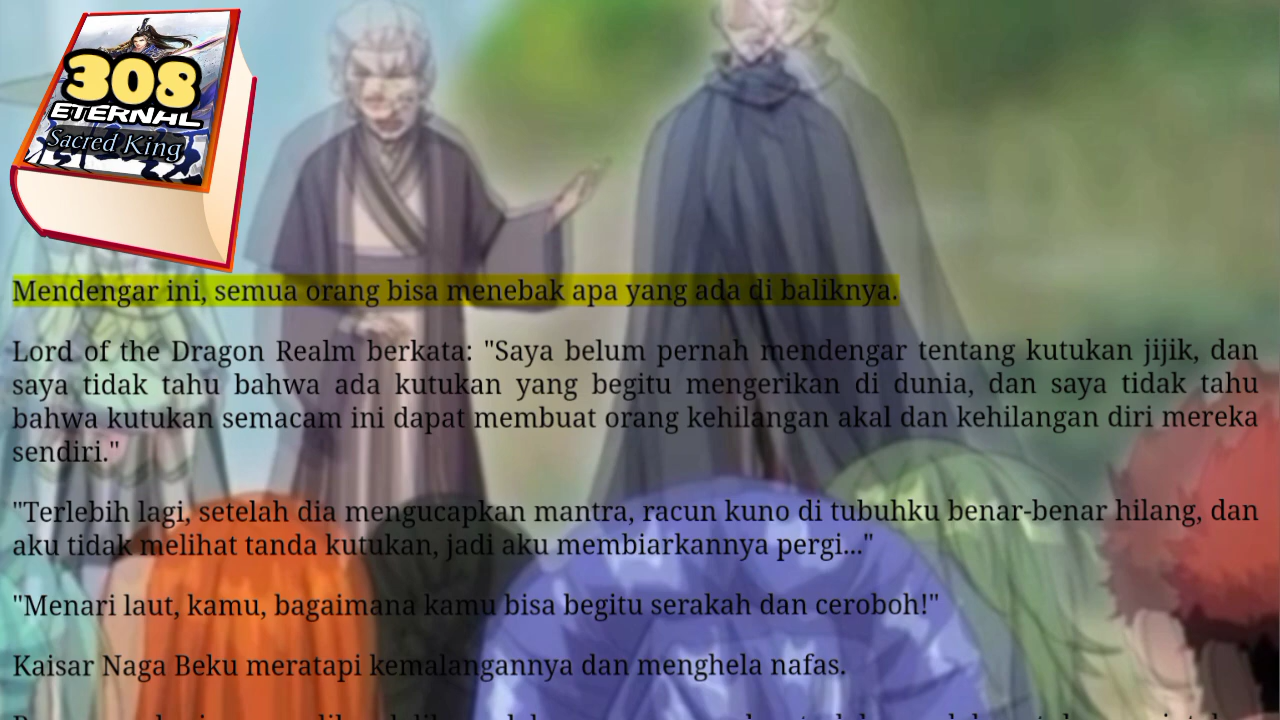 308
ETERNAL
Sacred King
Mendengar ini, semua orang bisa menebak apa yang ada di baliknya.
Lord of the Dragon Realm berkata: "Saya belum pernah mendengar tentang kutukan jijik, dan
saya tidak tahu bahwa ada kutukan yang begitu mengerikan di dunia, dan saya tidak tahu
bahwa kutukan semacam ini dapat membuat orang kehilangan akal dan kehilangan diri mereka
sendiri."
"Terlebih lagi, setelah dia mengucapkan mantra, racun kuno di tubuhku benar-benar hilang, dan
aku tidak melihat tanda kutukan, jadi aku membiarkannya pergi..."
"Menari laut, kamu, bagaimana kamu bisa begitu serakah dan ceroboh!"
Kaisar Naga Beku meratapi kemalangannya dan menghela nafas.